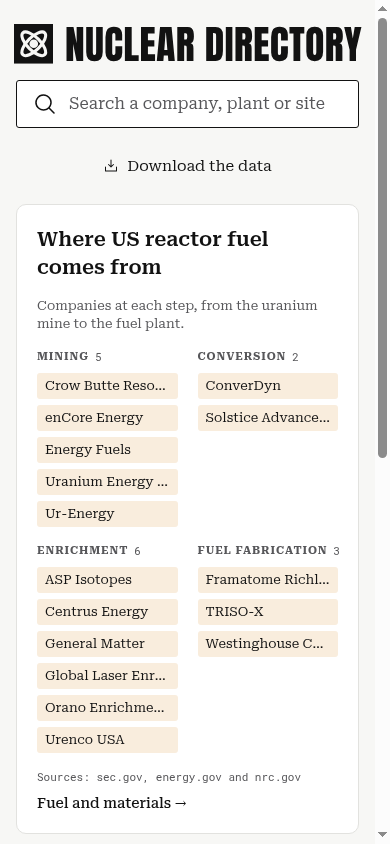 NUCLEAR DIRECTORY
Search a company, plant or site
Download the data
Where US reactor fuel
comes from
Companies at each step, from the uranium
mine to the fuel plant.
MINING 5
Crow Butte Reso...
enCore Energy
Energy Fuels
Uranium Energy ...
Ur-Energy
CONVERSION 2
ConverDyn
Solstice Advance...
ENRICHMENT 6
ASP Isotopes
Centrus Energy
General Matter
Global Laser Enr...
Orano Enrichme...
Urenco USA
FUEL FABRICATION 3
Framatome Richl...
TRISO-X
Westinghouse C...
Sources: sec.gov, energy.gov and nrc.gov
Fuel and materials →